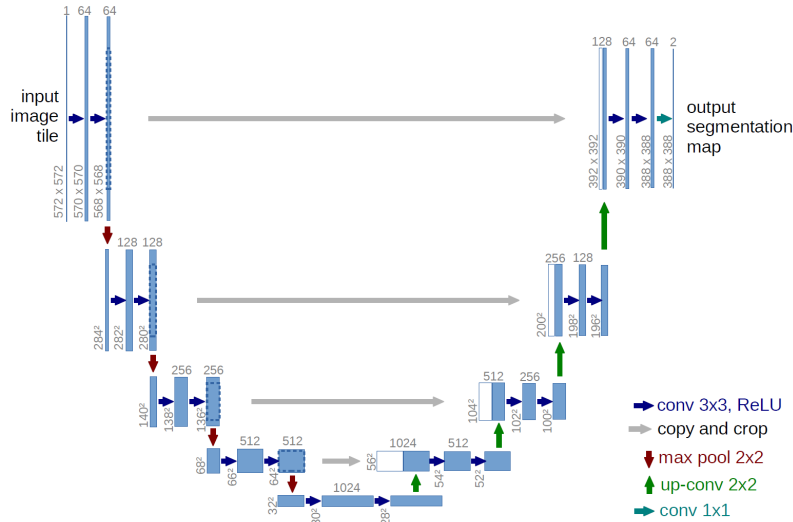 1 64 64
128 64 64 2
input
image
tile
output
segmentation
map
572 x 572
570 x 570
568 x 568
392 x 392
390 x 390
388 x 388
388 x 388
128 128
256 128
284²
282²
280²
200²
198²
196²
256 256
512 256
140²
138²
136²
104²
102²
100²
512 512
1024 512
68²
66²
64²
56²
54²
52²
1024
32²
30²
28²
conv 3x3, ReLU
copy and crop
max pool 2x2
up-conv 2x2
conv 1x1